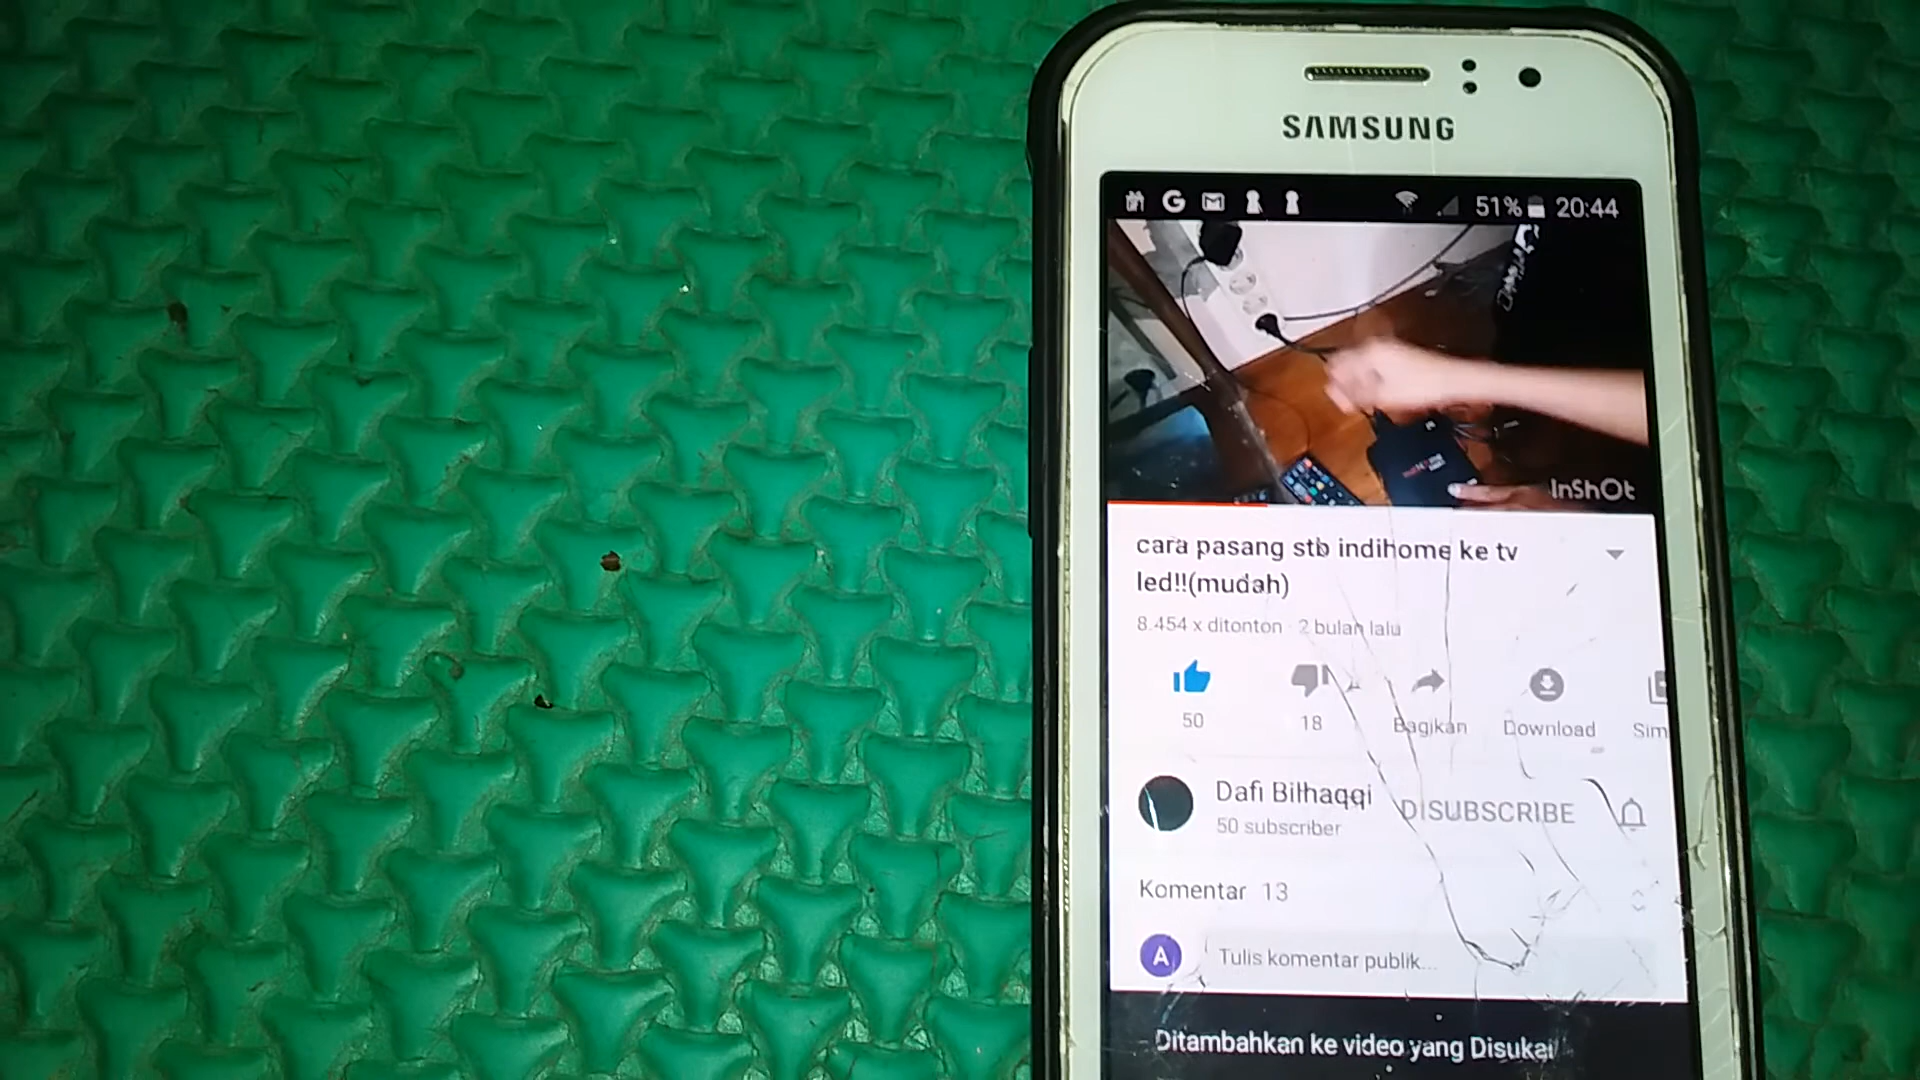 SAMSUNG
51% 20:44
InShOt
cara pasang stb indihome ke tv
led!!(mudah)
8.454 x ditonton · 2 bulan lalu
50
18
Bagikan
Download
Sim
Dafi Bilhaqqi
50 subscriber
DISUBSCRIBE
Komentar 13
A
Tulis komentar publik...
Ditambahkan ke video yang Disukai